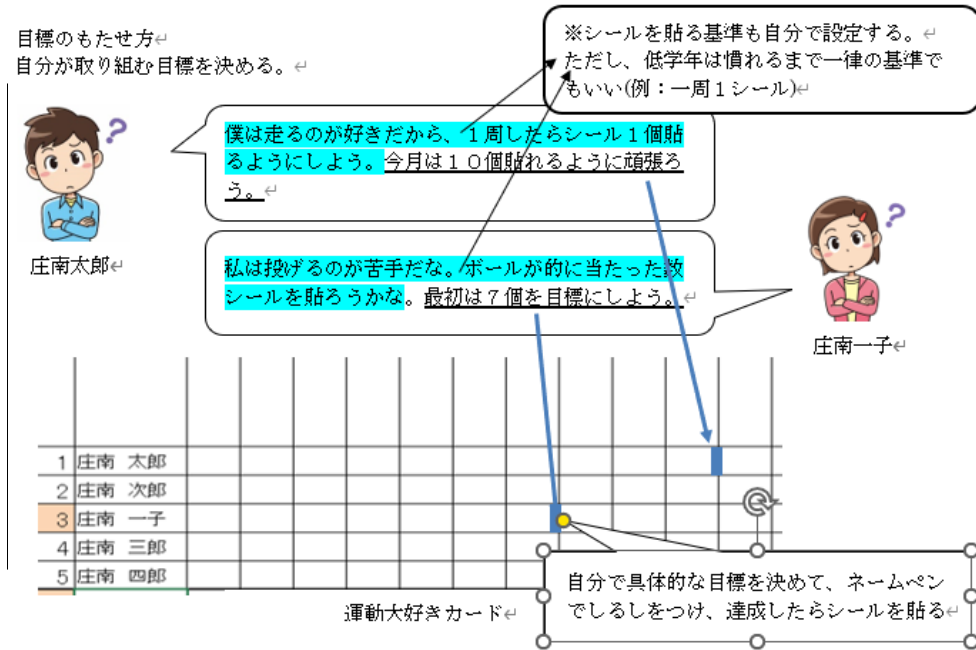 目標のもたせ方
自分が取り組む目標を決める。
※シールを貼る基準も自分で設定する。
ただし、低学年は慣れるまで一律の基準で
もいい(例：一周１シール)
僕は走るのが好きだから、１周したらシール１個貼
るようにしよう。今月は１０個貼れるように頑張ろ
う。
庄南太郎
私は投げるのが苦手だな。ボールが的に当たった数
シールを貼ろうかな。最初は７個を目標にしよう。
庄南一子
1 庄南 太郎
2 庄南 次郎
3 庄南 一子
4 庄南 三郎
5 庄南 四郎
自分で具体的な目標を決めて、ネームペン
でしるしをつけ、達成したらシールを貼る
運動大好きカード